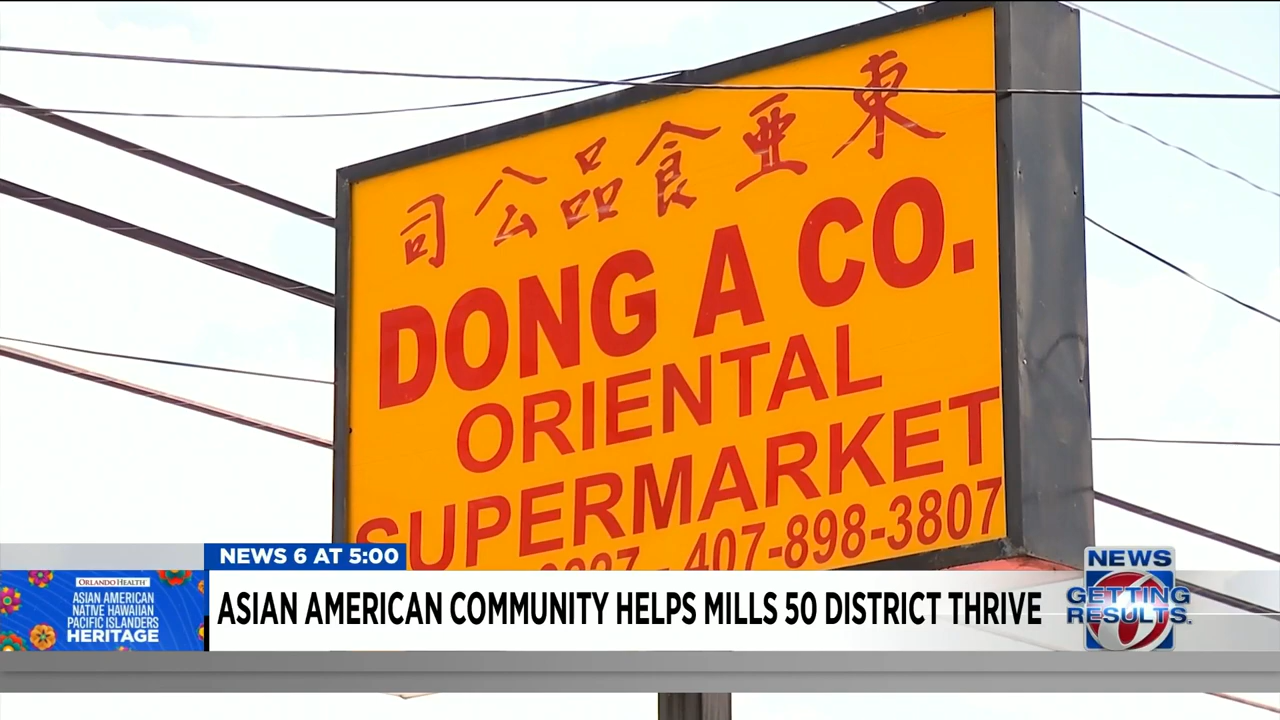 東亞食品公司
DONG A CO.
ORIENTAL
SUPERMARKET
- 407-898-3807
NEWS 6 AT 5:00
ORLANDO HEALTH
ASIAN AMERICAN
NATIVE HAWAIIAN
PACIFIC ISLANDERS
HERITAGE
ASIAN AMERICAN COMMUNITY HELPS MILLS 50 DISTRICT THRIVE
NEWS
6
GETTING
RESULTS.